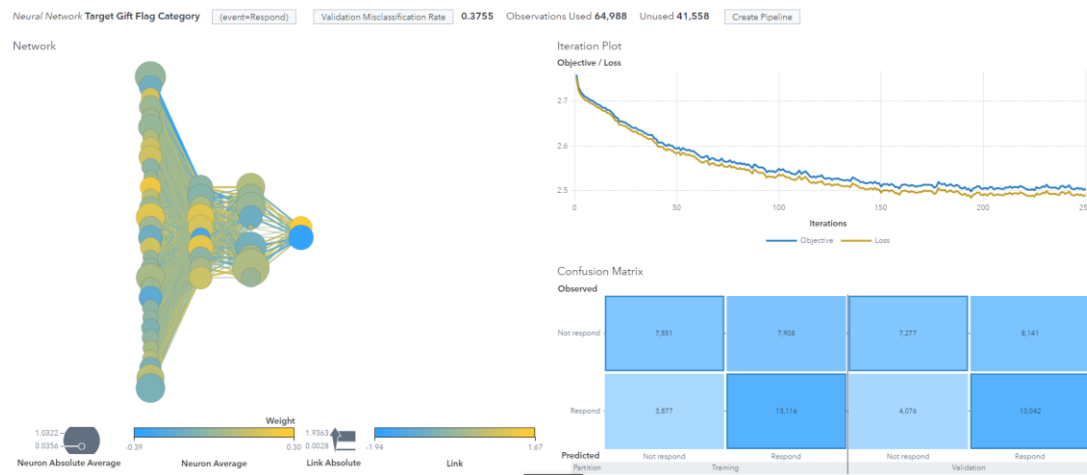 Neural Network Target Gift Flag Category (event=Respond) Validation Misclassification Rate 0.3755 Observations Used 64,988 Unused 41,558 Create Pipeline
Network
Iteration Plot
Objective / Loss
2.7
2.6
2.5
0 50 100 150 200 250
Iterations
Objective Loss
Confusion Matrix
Observed
Not respond 7,551 7,908 7,277 8,141
Respond 3,877 13,116 4,076 13,042
Predicted Not respond Respond Not respond Respond
Partition Training Validation
Weight
1.0322
0.0356
-0.39 0.30
1.9363
0.0028
-1.94 1.67
Neuron Absolute Average Neuron Average Link Absolute Link